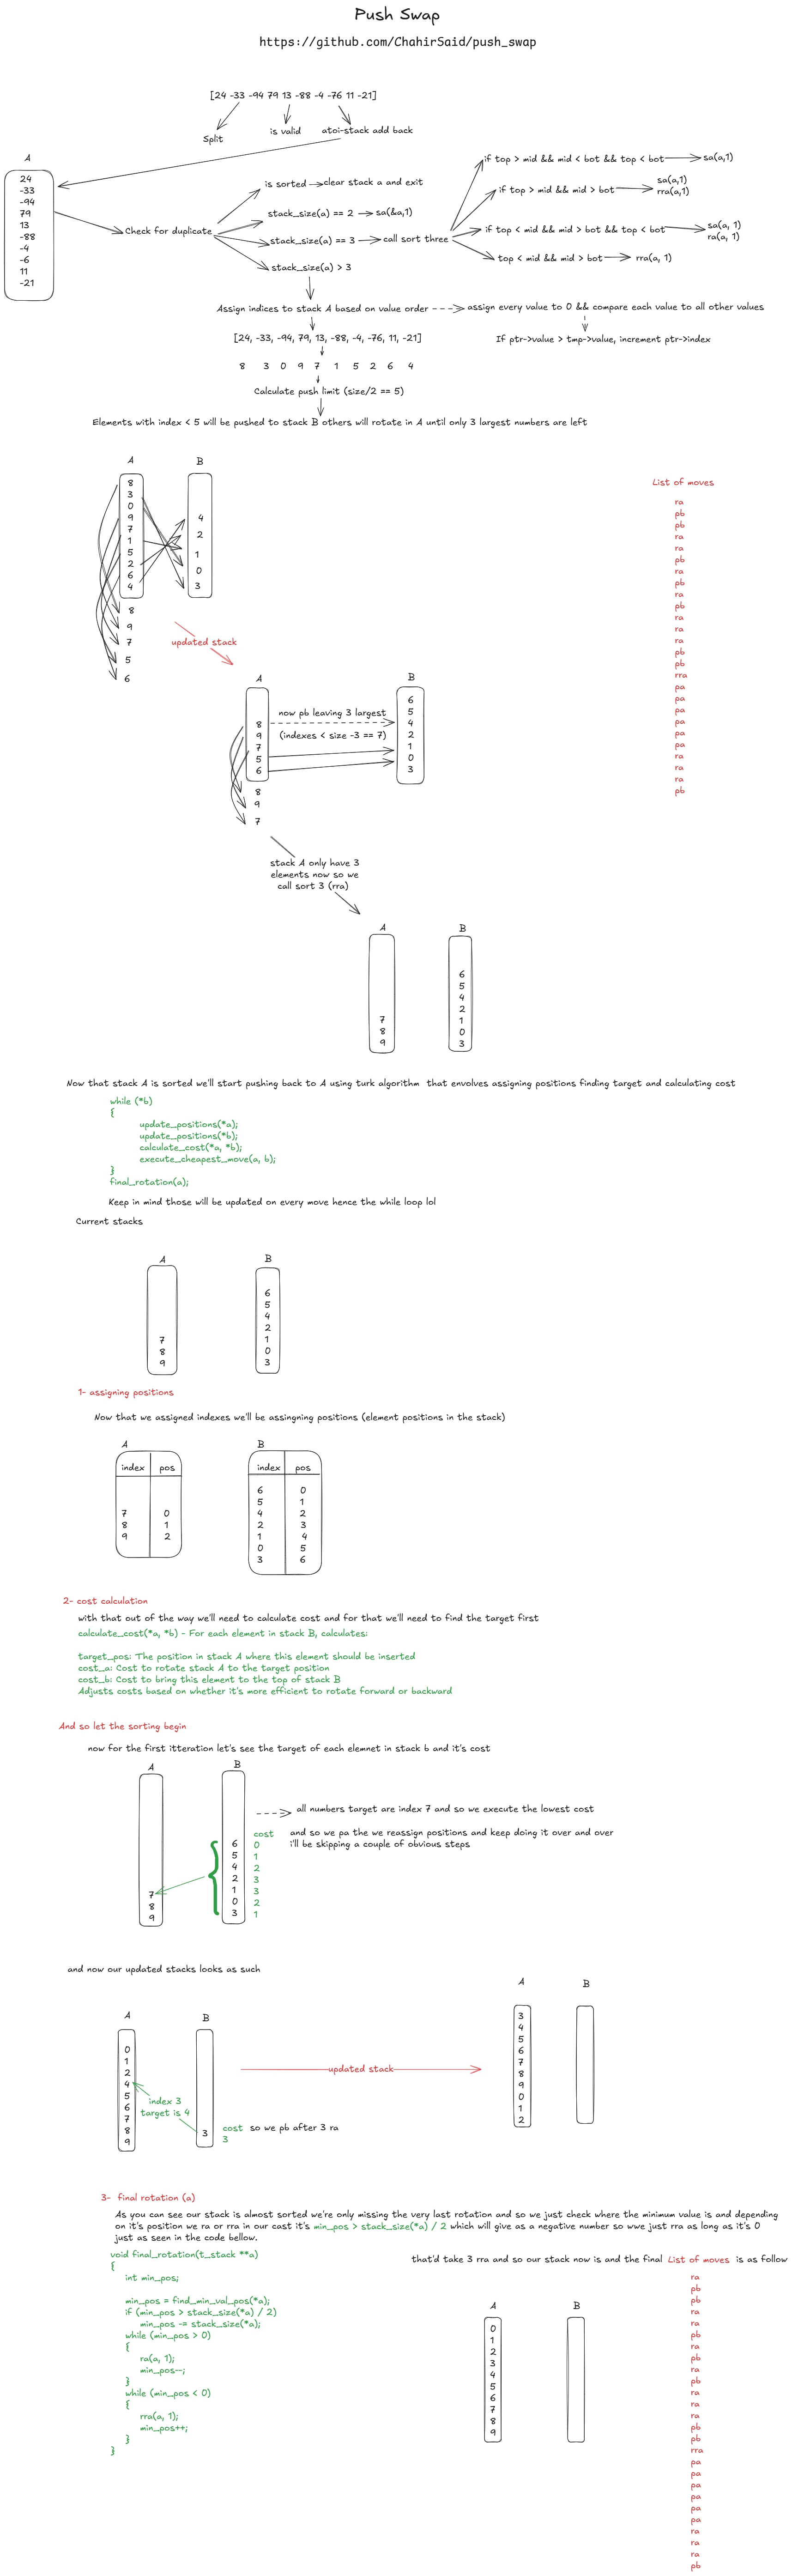 Push Swap
https://github.com/ChahirSaid/push_swap
[24 -33 -94 79 13 -88 -4 -76 11 -21]
Split
is valid
atoi-stack add back
A
24
-33
-94
79
13
-88
-4
-6
11
-21
Check for duplicate
is sorted
clear stack a and exit
stack_size(a) == 2
sa(&a,1)
stack_size(a) == 3
call sort three
stack_size(a) > 3
if top > mid && mid < bot && top < bot
sa(a,1)
if top > mid && mid > bot
sa(a,1)
rra(a,1)
if top < mid && mid > bot && top < bot
sa(a, 1)
ra(a, 1)
top < mid && mid > bot
rra(a, 1)
Assign indices to stack A based on value order
assign every value to 0 && compare each value to all other values
If ptr->value > tmp->value, increment ptr->index
[24, -33, -94, 79, 13, -88, -4, -76, 11, -21]
8 3 0 9 7 1 5 2 6 4
Calculate push limit (size/2 == 5)
Elements with index < 5 will be pushed to stack B others will rotate in A until only 3 largest numbers are left
A
8
3
0
9
7
1
5
2
6
4
8
9
7
5
6
B
4
2
1
0
3
List of moves
ra
pb
pb
ra
ra
pb
ra
pb
ra
pb
ra
ra
ra
pb
pb
rra
pa
pa
pa
pa
pa
pa
ra
ra
ra
pb
updated stack
A
8
9
7
5
6
8
9
7
now pb leaving 3 largest
(indexes < size -3 == 7)
B
6
5
4
2
1
0
3
stack A only have 3
elements now so we
call sort 3 (rra)
A
7
8
9
B
6
5
4
2
1
0
3
Now that stack A is sorted we'll start pushing back to A using turk algorithm that envolves assigning positions finding target and calculating cost
while (*b)
{
update_positions(*a);
update_positions(*b);
calculate_cost(*a, *b);
execute_cheapest_move(a, b);
}
final_rotation(a);
Keep in mind those will be updated on every move hence the while loop lol
Current stacks
A
7
8
9
B
6
5
4
2
1
0
3
1- assigning positions
Now that we assigned indexes we'll be assingning positions (element positions in the stack)
A
index pos
7 0
8 1
9 2
B
index pos
6 0
5 1
4 2
2 3
1 4
0 5
3 6
2- cost calculation
with that out of the way we'll need to calculate cost and for that we'll need to find the target first
calculate_cost(*a, *b) - For each element in stack B, calculates:
target_pos: The position in stack A where this element should be inserted
cost_a: Cost to rotate stack A to the target position
cost_b: Cost to bring this element to the top of stack B
Adjusts costs based on whether it's more efficient to rotate forward or backward
And so let the sorting begin
now for the first itteration let's see the target of each elemnet in stack b and it's cost
A
7
8
9
B
6
5
4
2
1
0
3
cost
0
1
2
3
3
2
1
all numbers target are index 7 and so we execute the lowest cost
and so we pa the we reassign positions and keep doing it over and over
i'll be skipping a couple of obvious steps
and now our updated stacks looks as such
A
0
1
2
4
5
6
7
8
9
B
3
index 3
target is 4
cost
3
so we pb after 3 ra
updated stack
A
3
4
5
6
7
8
9
0
1
2
B
3- final rotation (a)
As you can see our stack is almost sorted we're only missing the very last rotation and so we just check where the minimum value is and depending
on it's position we ra or rra in our cast it's min_pos > stack_size(*a) / 2 which will give as a negative number so wwe just rra as long as it's 0
just as seen in the code bellow.
void final_rotation(t_stack **a)
{
int min_pos;
min_pos = find_min_val_pos(*a);
if (min_pos > stack_size(*a) / 2)
min_pos -= stack_size(*a);
while (min_pos > 0)
{
ra(a, 1);
min_pos--;
}
while (min_pos < 0)
{
rra(a, 1);
min_pos++;
}
}
that'd take 3 rra and so our stack now is and the final List of moves is as follow
A
0
1
2
3
4
5
6
7
8
9
B
ra
pb
pb
ra
ra
pb
ra
pb
ra
pb
ra
ra
ra
pb
pb
rra
pa
pa
pa
pa
pa
pa
ra
ra
ra
pb